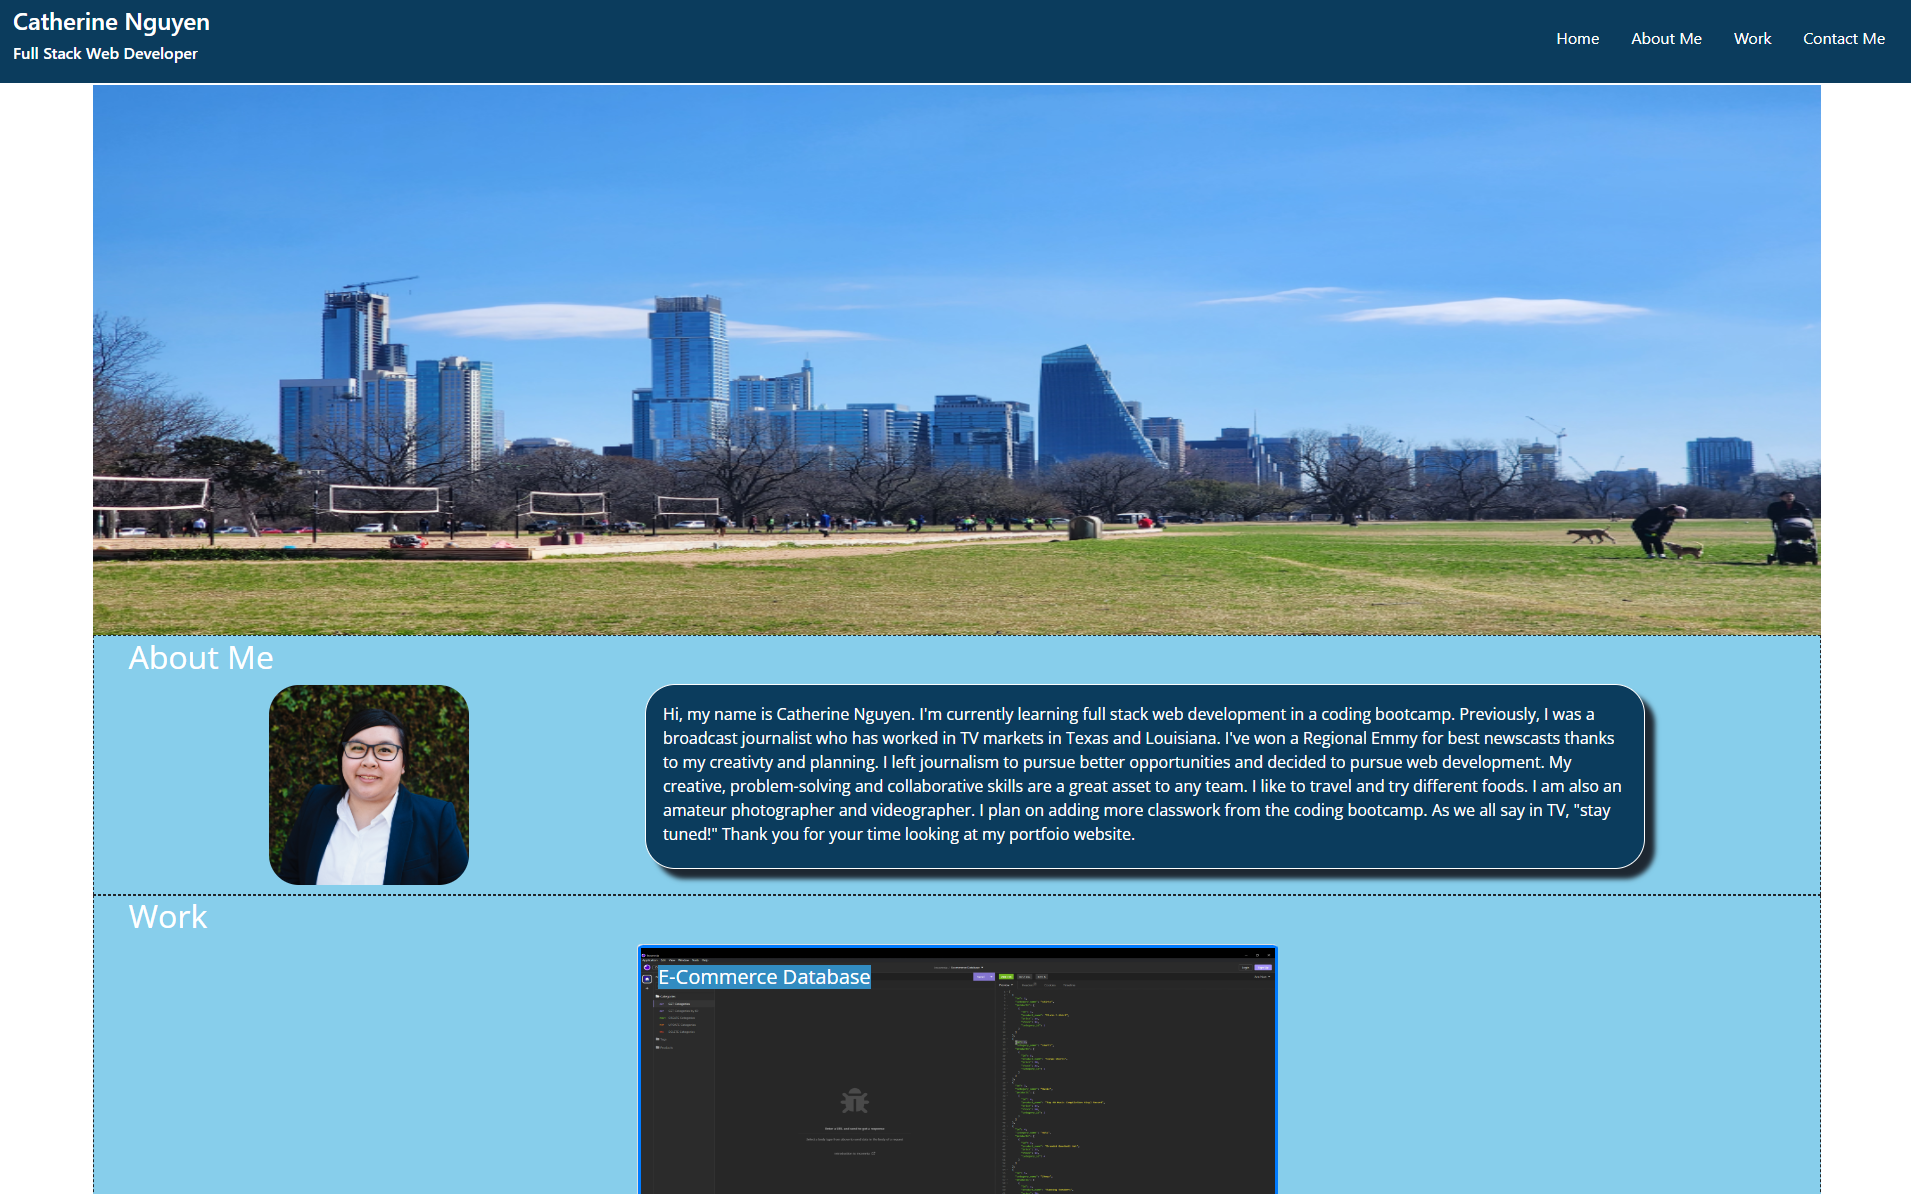 Catherine Nguyen
Full Stack Web Developer
Home About Me Work Contact Me
About Me
Hi, my name is Catherine Nguyen. I'm currently learning full stack web development in a coding bootcamp. Previously, I was a
broadcast journalist who has worked in TV markets in Texas and Louisiana. I've won a Regional Emmy for best newscasts thanks
to my creativty and planning. I left journalism to pursue better opportunities and decided to pursue web development. My
creative, problem-solving and collaborative skills are a great asset to any team. I like to travel and try different foods. I am also an
amateur photographer and videographer. I plan on adding more classwork from the coding bootcamp. As we all say in TV, "stay
tuned!" Thank you for your time looking at my portfoio website.
Work
E-Commerce Database